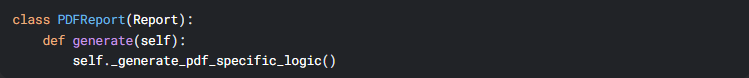 class PDFReport(Report):
    def generate(self):
        self._generate_pdf_specific_logic()